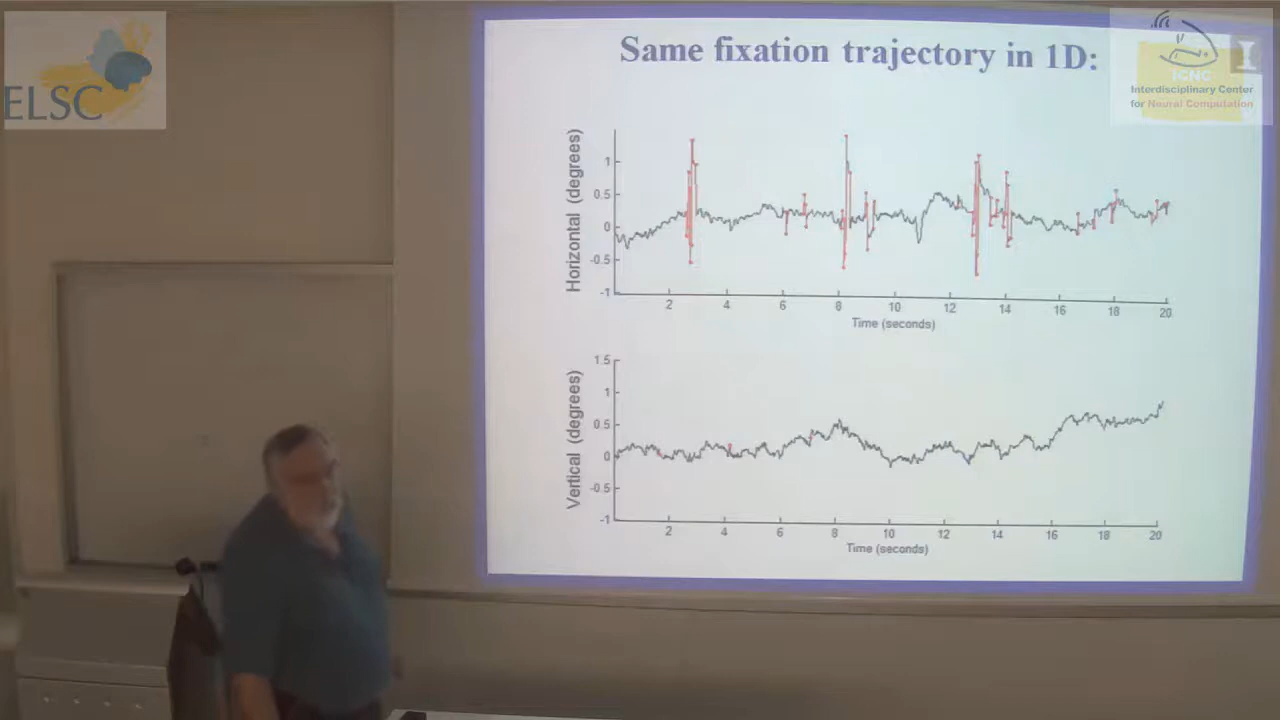 ELSC
Same fixation trajectory in 1D:
ICNC
Interdisciplinary Center
for Neural Computation
Horizontal (degrees)
1
0.5
0
-0.5
-1
2 4 6 8 10 12 14 16 18 20
Time (seconds)
Vertical (degrees)
1.5
1
0.5
0
-0.5
-1
2 4 6 8 10 12 14 16 18 20
Time (seconds)